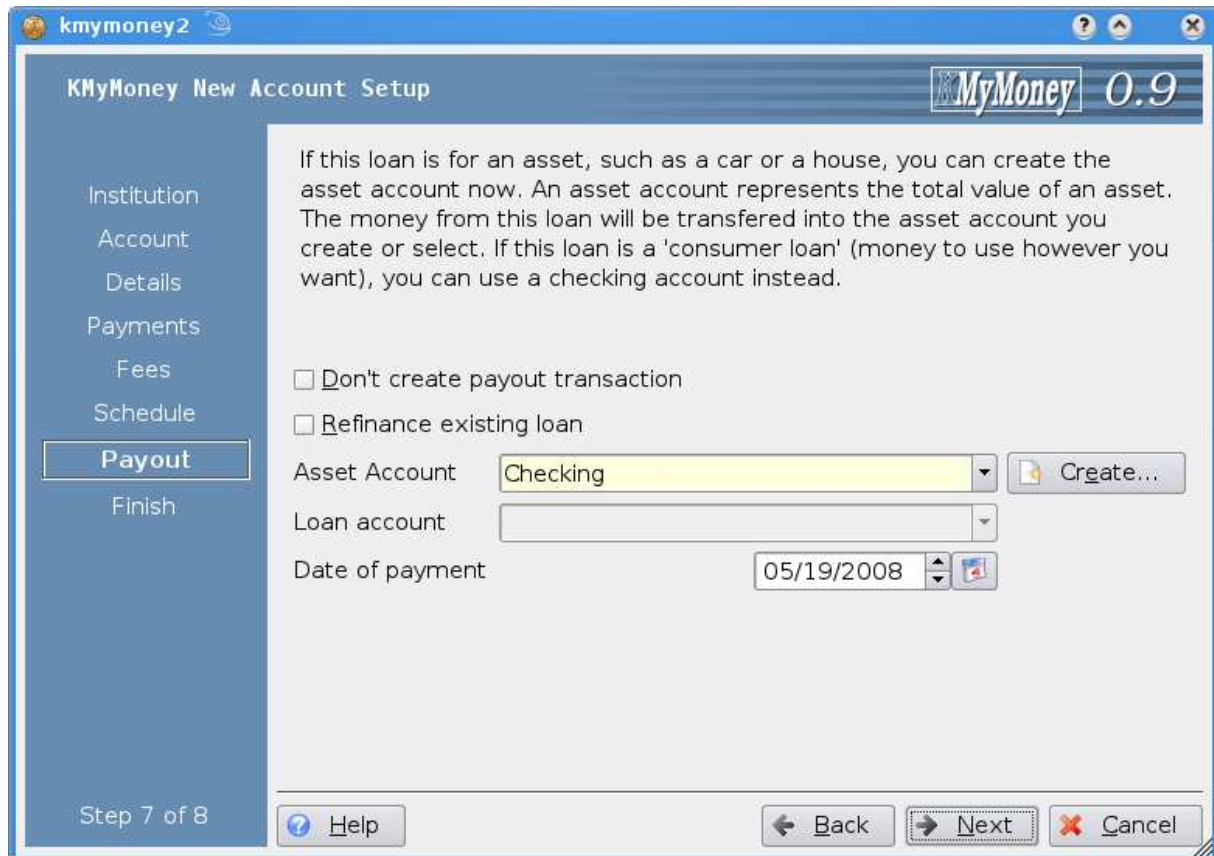 kmymoney2
KMyMoney New Account Setup
KMyMoney 0.9
Institution
Account
Details
Payments
Fees
Schedule
Payout
Finish
Step 7 of 8
If this loan is for an asset, such as a car or a house, you can create the
asset account now. An asset account represents the total value of an asset.
The money from this loan will be transfered into the asset account you
create or select. If this loan is a 'consumer loan' (money to use however you
want), you can use a checking account instead.
Don't create payout transaction
Refinance existing loan
Asset Account Checking Create...
Loan account
Date of payment 05/19/2008
Help Back Next Cancel